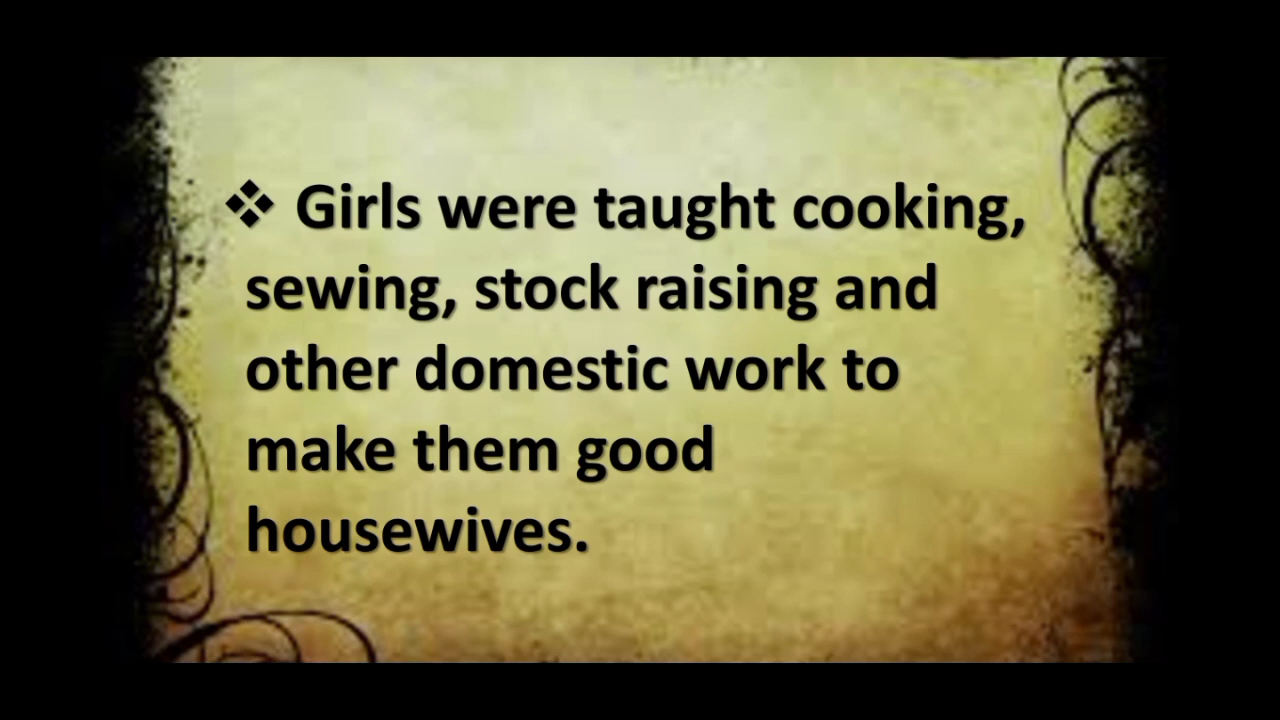 ❖ Girls were taught cooking,
sewing, stock raising and
other domestic work to
make them good
housewives.